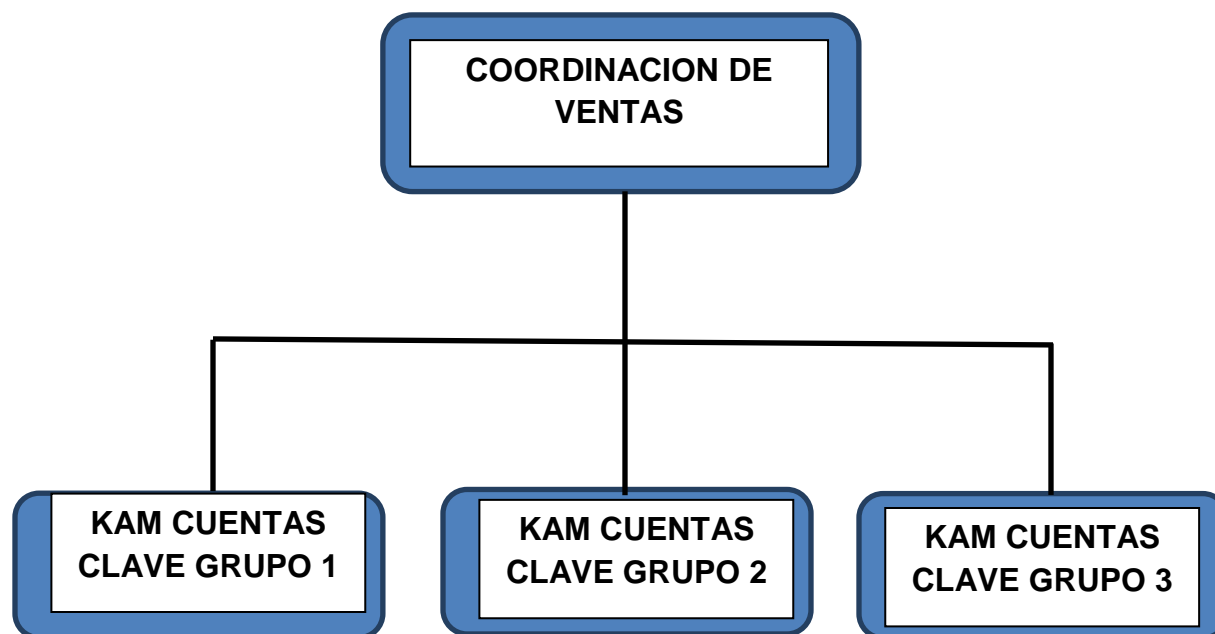 COORDINACION DE
VENTAS
KAM CUENTAS
CLAVE GRUPO 1
KAM CUENTAS
CLAVE GRUPO 2
KAM CUENTAS
CLAVE GRUPO 3